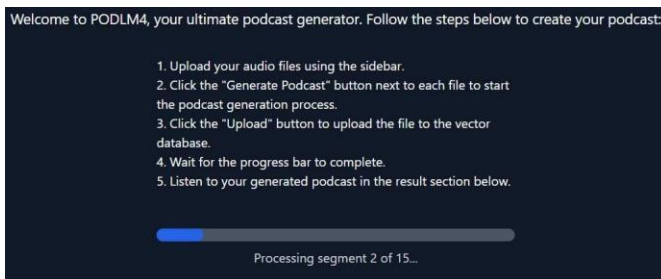 Welcome to PODLM4, your ultimate podcast generator. Follow the steps below to create your podcast:
1. Upload your audio files using the sidebar.
2. Click the "Generate Podcast" button next to each file to start
the podcast generation process.
3. Click the "Upload" button to upload the file to the vector
database.
4. Wait for the progress bar to complete.
5. Listen to your generated podcast in the result section below.
Processing segment 2 of 15...